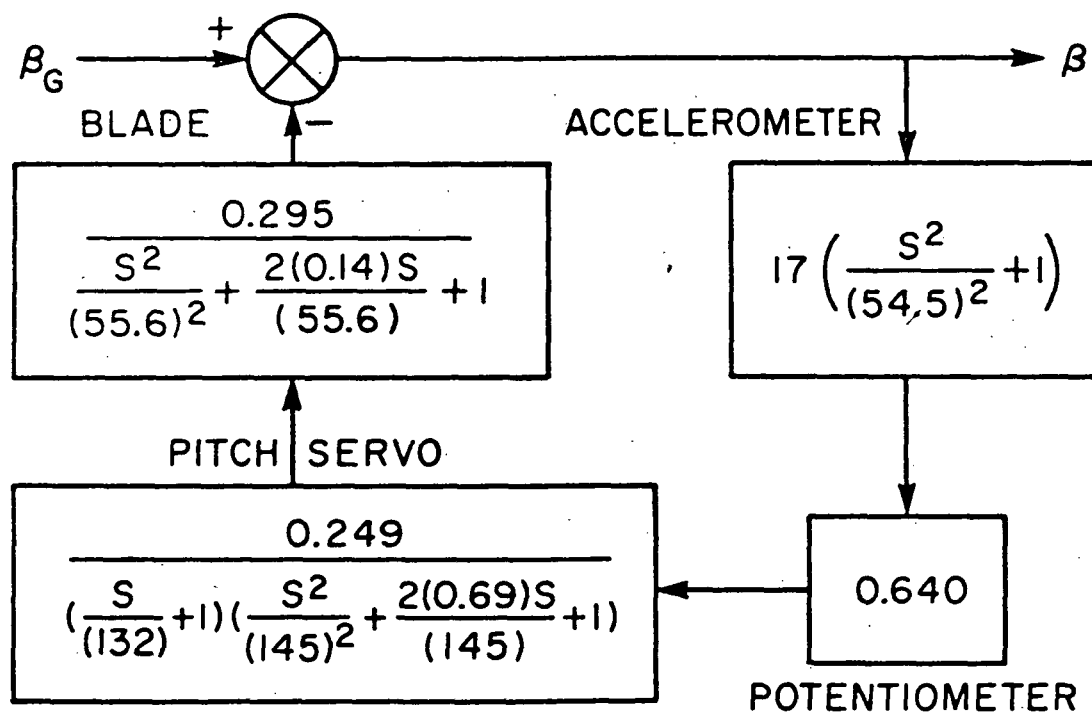 β_G + β
BLADE −
ACCELEROMETER
0.295
S²/(55.6)² + 2(0.14)S/(55.6) + 1
17 ( S²/(54.5)² + 1 )
PITCH SERVO
0.249
(S/(132) + 1)(S²/(145)² + 2(0.69)S/(145) + 1)
0.640
POTENTIOMETER